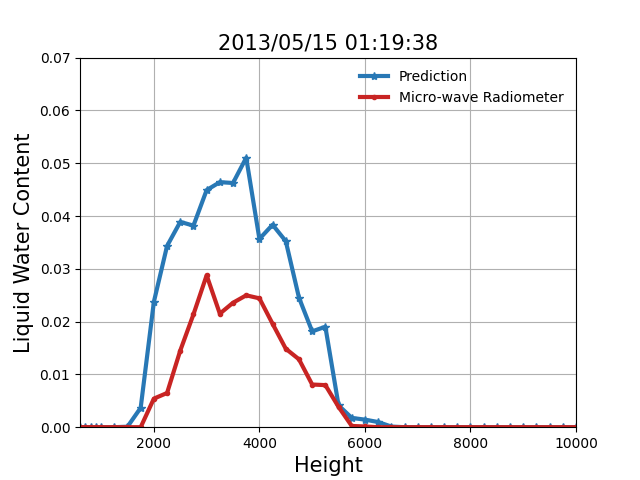 2013/05/15 01:19:38
0.07
0.06
0.05
0.04
0.03
0.02
0.01
0.00
Liquid Water Content
Prediction
Micro-wave Radiometer
2000 4000 6000 8000 10000
Height